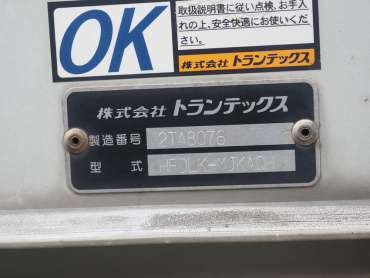 OK
取扱説明書に従い点検、お手入
れの上、安全快適にお使いくださ
い。
株式会社 トランテックス
株式会社 トランテックス
製造番号 2TA8076
型式 HFDLK-MJKACH